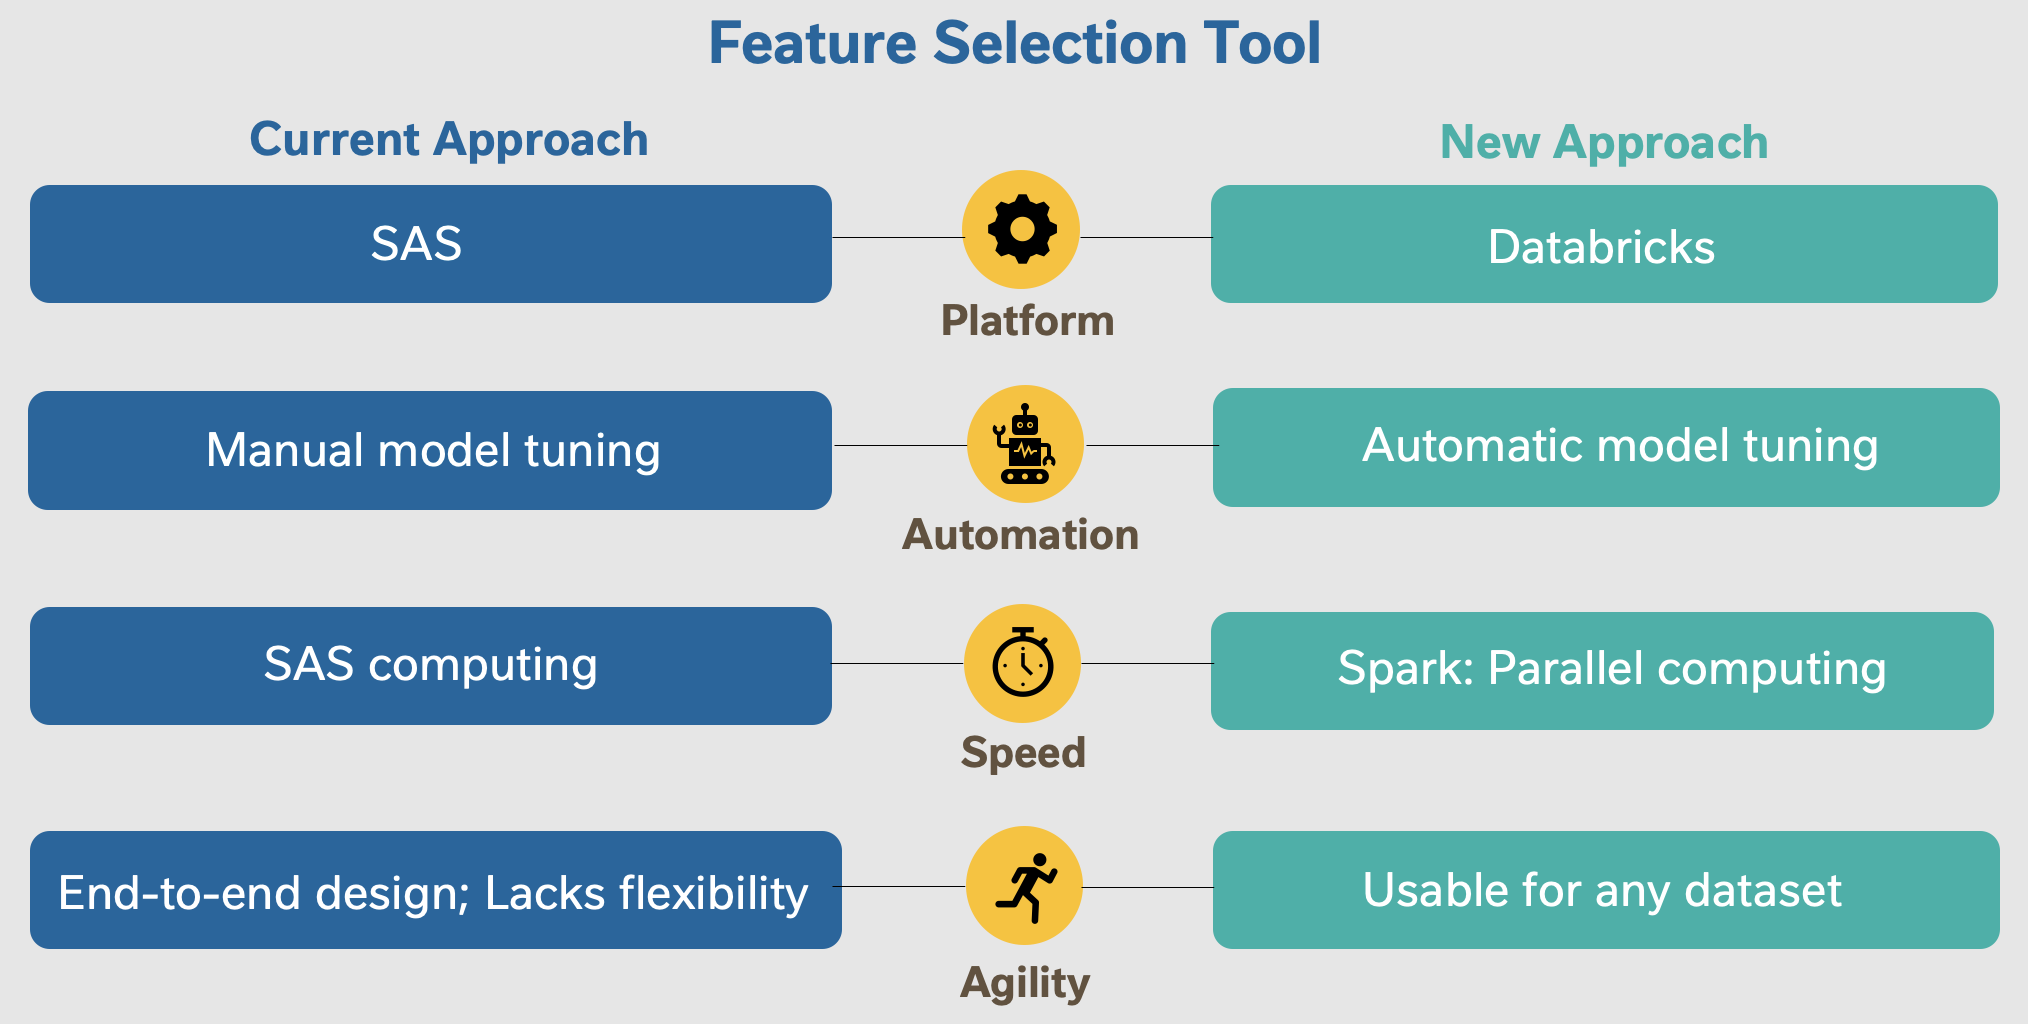 Feature Selection Tool
Current Approach
New Approach
SAS
Databricks
Platform
Manual model tuning
Automatic model tuning
Automation
SAS computing
Spark: Parallel computing
Speed
End-to-end design; Lacks flexibility
Usable for any dataset
Agility